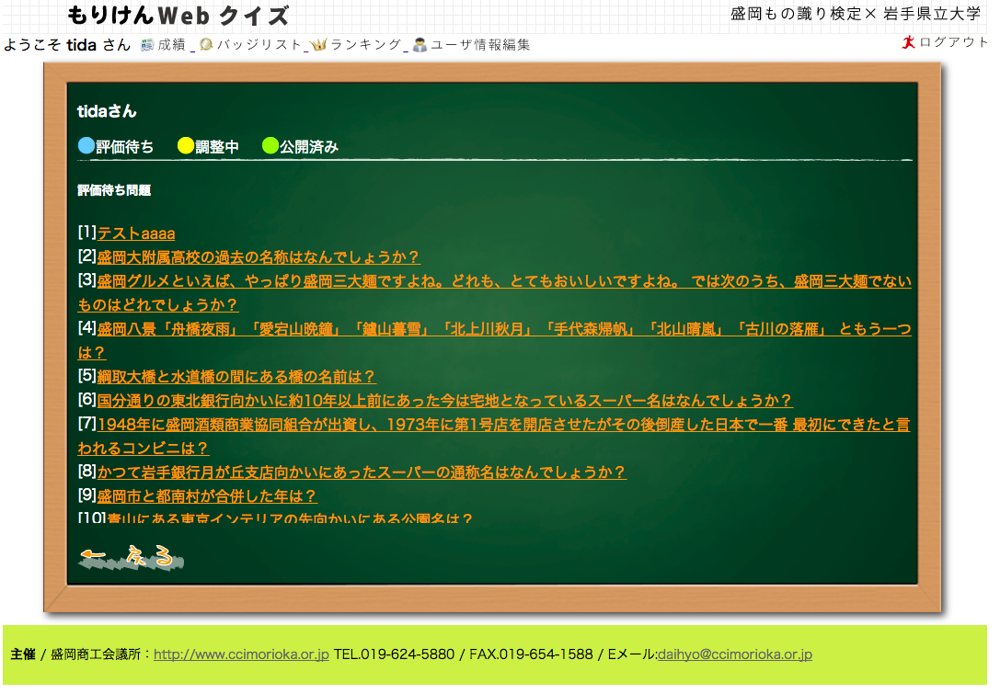 もりけんWeb クイズ
盛岡もの識り検定× 岩手県立大学
ようこそ tida さん 成績 バッジリスト ランキング ユーザ情報編集
ログアウト
tidaさん
評価待ち 調整中 公開済み
評価待ち問題
[1]テストaaaa
[2]盛岡大附属高校の過去の名称はなんでしょうか？
[3]盛岡グルメといえば、やっぱり盛岡三大麺ですよね。どれも、とてもおいしいですよね。 では次のうち、盛岡三大麺でない
ものはどれでしょうか？
[4]盛岡八景「舟橋夜雨」「愛宕山晩鐘」「鑪山暮雪」「北上川秋月」「手代森帰帆」「北山晴嵐」「古川の落雁」 ともう一つ
は？
[5]綱取大橋と水道橋の間にある橋の名前は？
[6]国分通りの東北銀行向かいに約10年以上前にあった今は宅地となっているスーパー名はなんでしょうか？
[7]1948年に盛岡酒類商業協同組合が出資し、1973年に第1号店を開店させたがその後倒産した日本で一番 最初にできたと言
われるコンビニは？
[8]かつて岩手銀行月が丘支店向かいにあったスーパーの通称名はなんでしょうか？
[9]盛岡市と都南村が合併した年は？
[10]青山にある東京インテリアの先向かいにある公園名は？
← 戻る
主催 / 盛岡商工会議所：http://www.ccimorioka.or.jp TEL.019-624-5880 / FAX.019-654-1588 / Eメール:daihyo@ccimorioka.or.jp